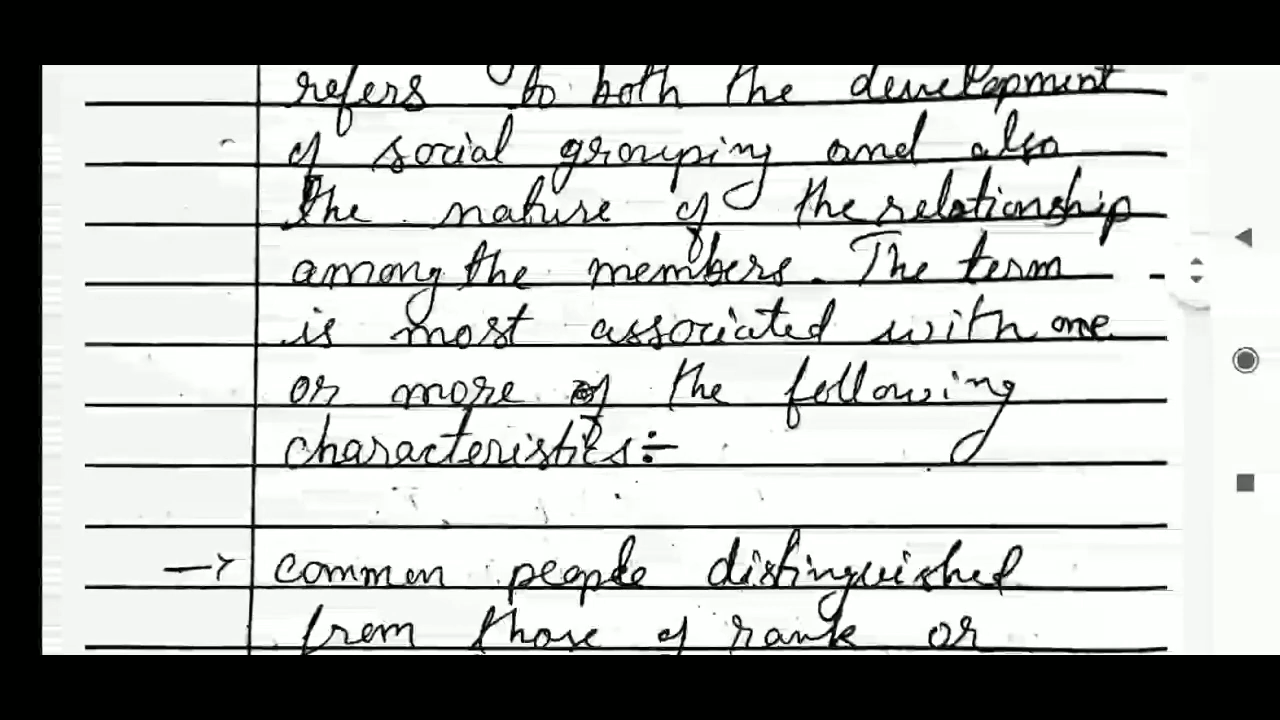 refers to both the development
of social grouping and also
the nature of the relationship
among the members. The term
is most associated with one
or more of the following
characteristics:-
→ common people distinguished
from those of rank or